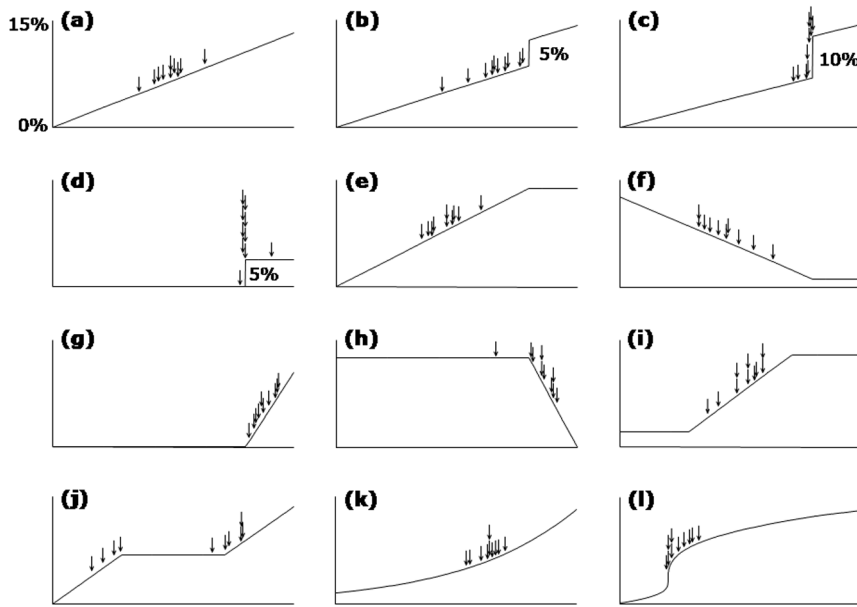 15% (a) (b) (c)
5%
10%
0%
(d) (e) (f)
5%
(g) (h) (i)
(j) (k) (l)